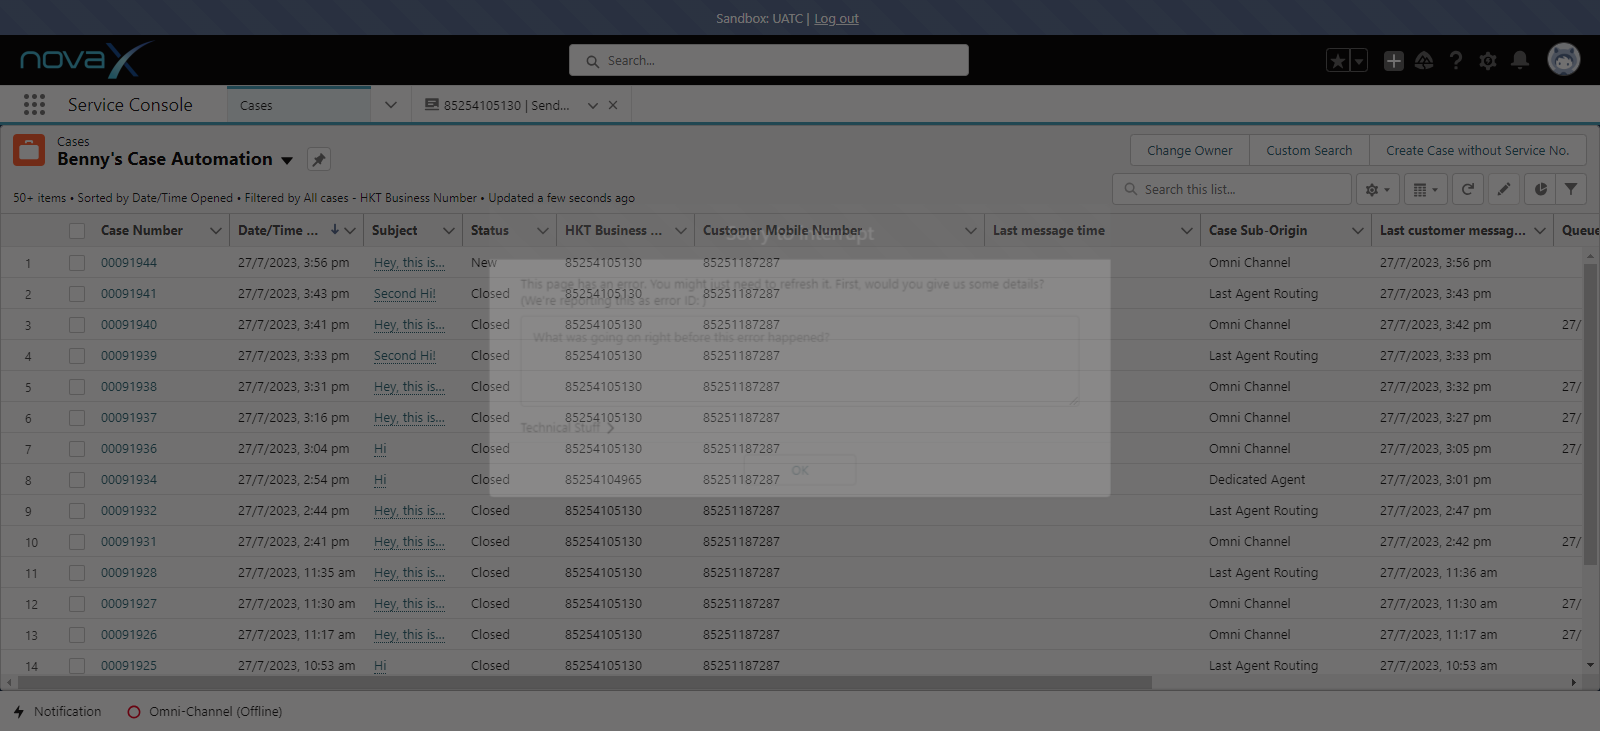 Sandbox: UATC | Log out
novaX
Search...
Service Console
Cases
85254105130 | Send...
Cases
Benny's Case Automation
Change Owner
Custom Search
Create Case without Service No.
50+ items • Sorted by Date/Time Opened • Filtered by All cases - HKT Business Number • Updated a few seconds ago
Search this list...
Case Number Date/Time ... Subject Status HKT Business ... Customer Mobile Number Last message time Case Sub-Origin Last customer messag... Queue
Sorry to interrupt
This page has an error. You might just need to refresh it. First, would you give us some details?
(We're reporting this as error ID: )
What was going on right before this error happened?
Technical Stuff
OK
1 00091944 27/7/2023, 3:56 pm Hey, this is... New 85254105130 85251187287 Omni Channel 27/7/2023, 3:56 pm
2 00091941 27/7/2023, 3:43 pm Second Hi! Closed 85254105130 85251187287 Last Agent Routing 27/7/2023, 3:43 pm
3 00091940 27/7/2023, 3:41 pm Hey, this is... Closed 85254105130 85251187287 Omni Channel 27/7/2023, 3:42 pm 27/
4 00091939 27/7/2023, 3:33 pm Second Hi! Closed 85254105130 85251187287 Last Agent Routing 27/7/2023, 3:33 pm
5 00091938 27/7/2023, 3:31 pm Hey, this is... Closed 85254105130 85251187287 Omni Channel 27/7/2023, 3:32 pm 27/
6 00091937 27/7/2023, 3:16 pm Hey, this is... Closed 85254105130 85251187287 Omni Channel 27/7/2023, 3:27 pm 27/
7 00091936 27/7/2023, 3:04 pm Hi Closed 85254105130 85251187287 Omni Channel 27/7/2023, 3:05 pm 27/
8 00091934 27/7/2023, 2:54 pm Hi Closed 85254104965 85251187287 Dedicated Agent 27/7/2023, 3:01 pm
9 00091932 27/7/2023, 2:44 pm Hey, this is... Closed 85254105130 85251187287 Last Agent Routing 27/7/2023, 2:47 pm
10 00091931 27/7/2023, 2:41 pm Hey, this is... Closed 85254105130 85251187287 Omni Channel 27/7/2023, 2:42 pm 27/
11 00091928 27/7/2023, 11:35 am Hey, this is... Closed 85254105130 85251187287 Last Agent Routing 27/7/2023, 11:36 am
12 00091927 27/7/2023, 11:30 am Hey, this is... Closed 85254105130 85251187287 Omni Channel 27/7/2023, 11:30 am 27/
13 00091926 27/7/2023, 11:17 am Hey, this is... Closed 85254105130 85251187287 Omni Channel 27/7/2023, 11:17 am 27/
14 00091925 27/7/2023, 10:53 am Hi Closed 85254105130 85251187287 Last Agent Routing 27/7/2023, 10:53 am
Notification
Omni-Channel (Offline)